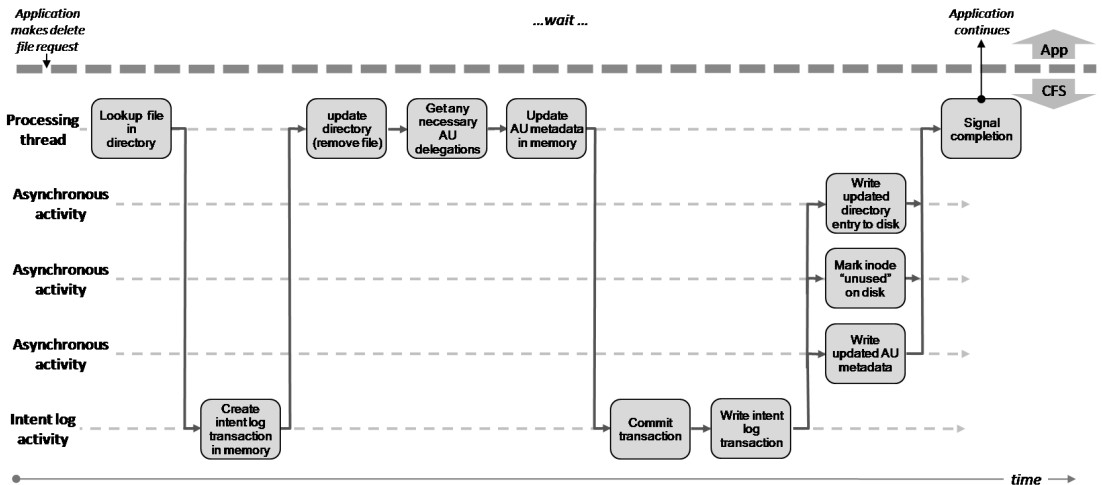 Application
makes delete
file request
...wait ...
Application
continues
App
CFS
Processing
thread
Lookup file
in
directory
update
directory
(remove file)
Get any
necessary
AU
delegations
Update
AU metadata
in memory
Signal
completion
Asynchronous
activity
Write
updated
directory
entry to disk
Asynchronous
activity
Mark inode
"unused"
on disk
Asynchronous
activity
Write
updated AU
metadata
Intent log
activity
Create
intent log
transaction
in memory
Commit
transaction
Write intent
log
transaction
time